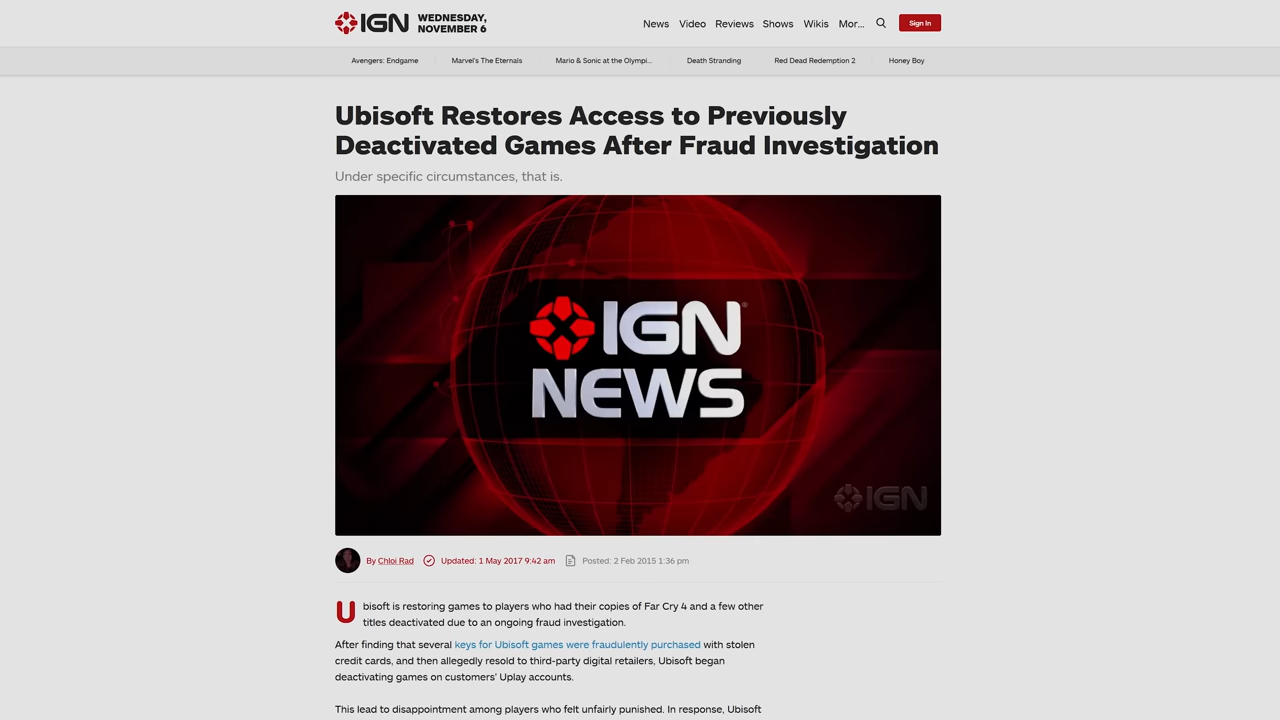 IGN
WEDNESDAY,
NOVEMBER 6
News Video Reviews Shows Wikis Mor... Sign In
Avengers: Endgame Marvel's The Eternals Mario & Sonic at the Olympi... Death Stranding Red Dead Redemption 2 Honey Boy
Ubisoft Restores Access to Previously
Deactivated Games After Fraud Investigation
Under specific circumstances, that is.
IGN®
NEWS
IGN
By Chloi Rad Updated: 1 May 2017 9:42 am Posted: 2 Feb 2015 1:36 pm
Ubisoft is restoring games to players who had their copies of Far Cry 4 and a few other
titles deactivated due to an ongoing fraud investigation.
After finding that several keys for Ubisoft games were fraudulently purchased with stolen
credit cards, and then allegedly resold to third-party digital retailers, Ubisoft began
deactivating games on customers' Uplay accounts.
This lead to disappointment among players who felt unfairly punished. In response, Ubisoft